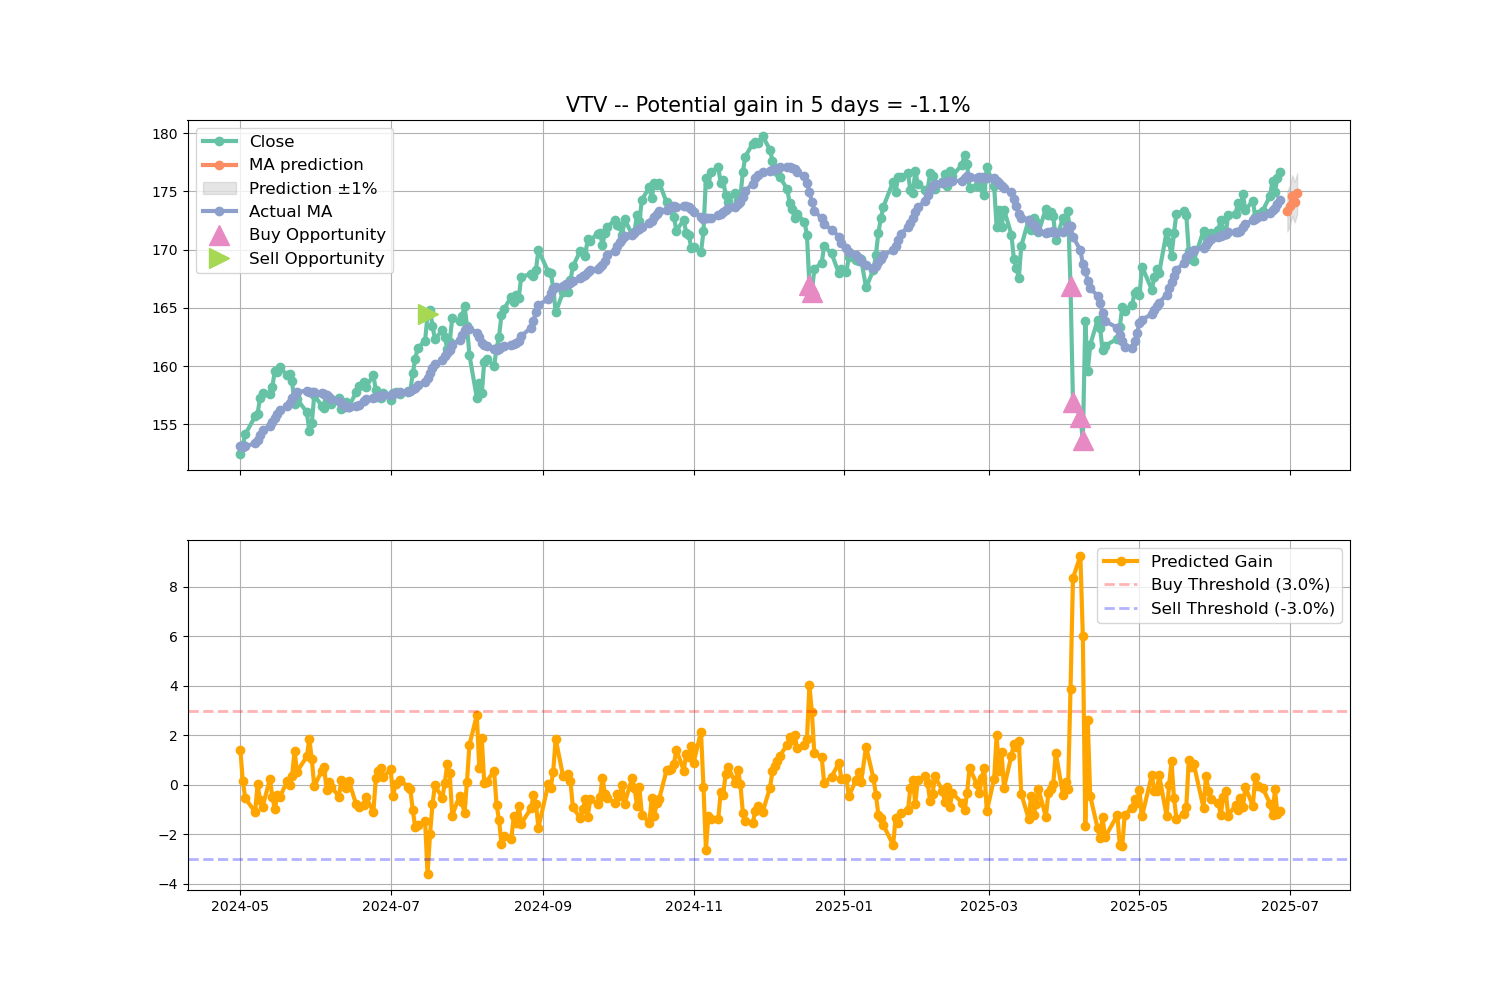 VTV -- Potential gain in 5 days = -1.1%
180
175
170
165
160
155
Close
MA prediction
Prediction ±1%
Actual MA
Buy Opportunity
Sell Opportunity
8
6
4
2
0
−2
−4
Predicted Gain
Buy Threshold (3.0%)
Sell Threshold (-3.0%)
2024-05 2024-07 2024-09 2024-11 2025-01 2025-03 2025-05 2025-07